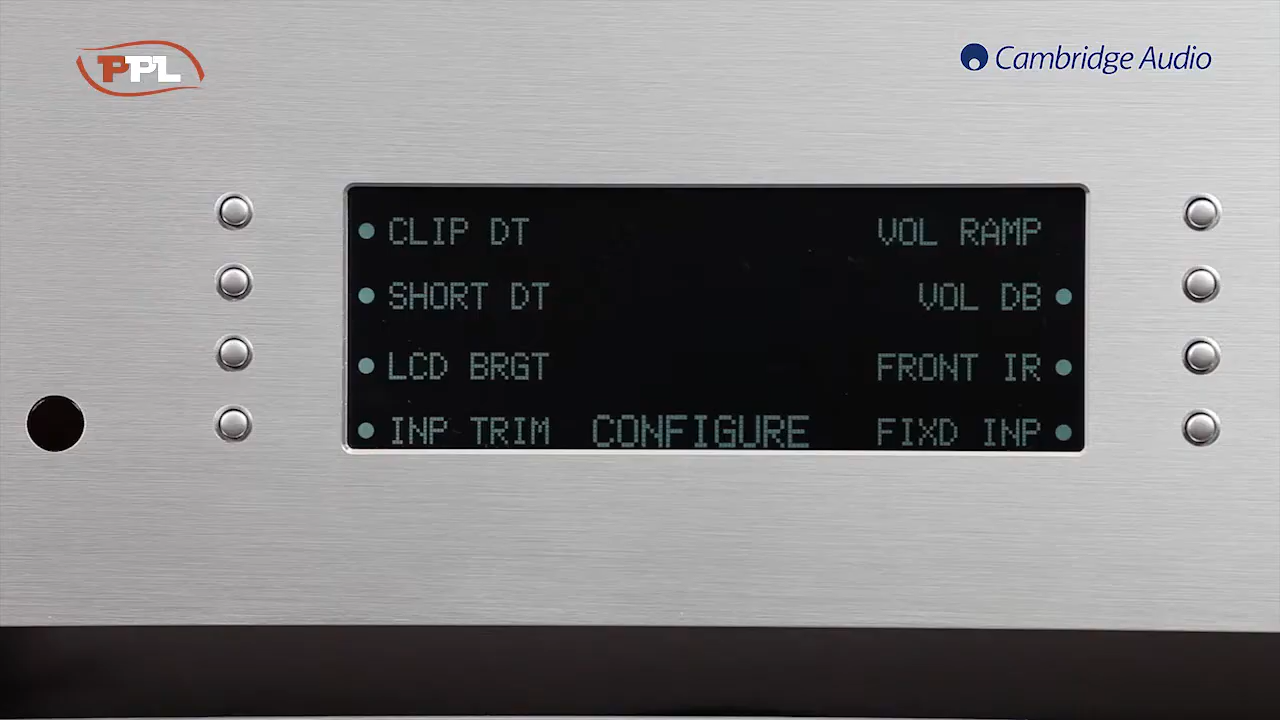 PPL
Cambridge Audio
CLIP DT VOL RAMP
SHORT DT VOL DB
LCD BRGT FRONT IR
INP TRIM CONFIGURE FIXD INP